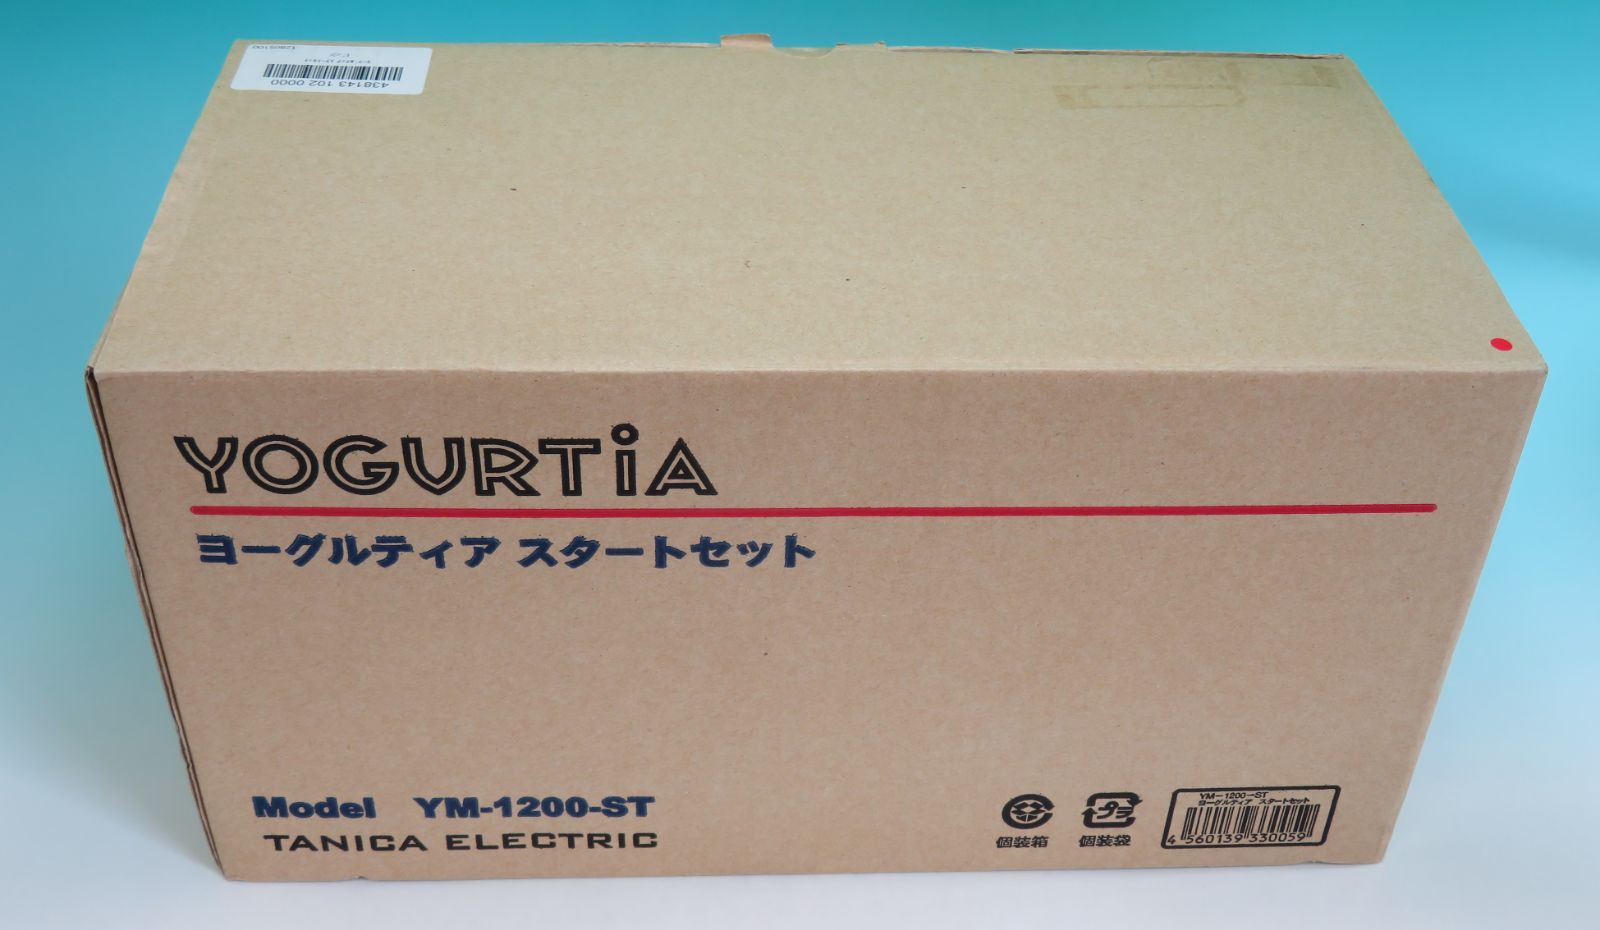 438143 102 0000
YOGURTiA
ヨーグルティア スタートセット
Model YM-1200-ST
TANICA ELECTRIC
個装箱
プラ
個装袋
YM-1200-ST
ヨーグルティア スタートセット
4 560139 330059